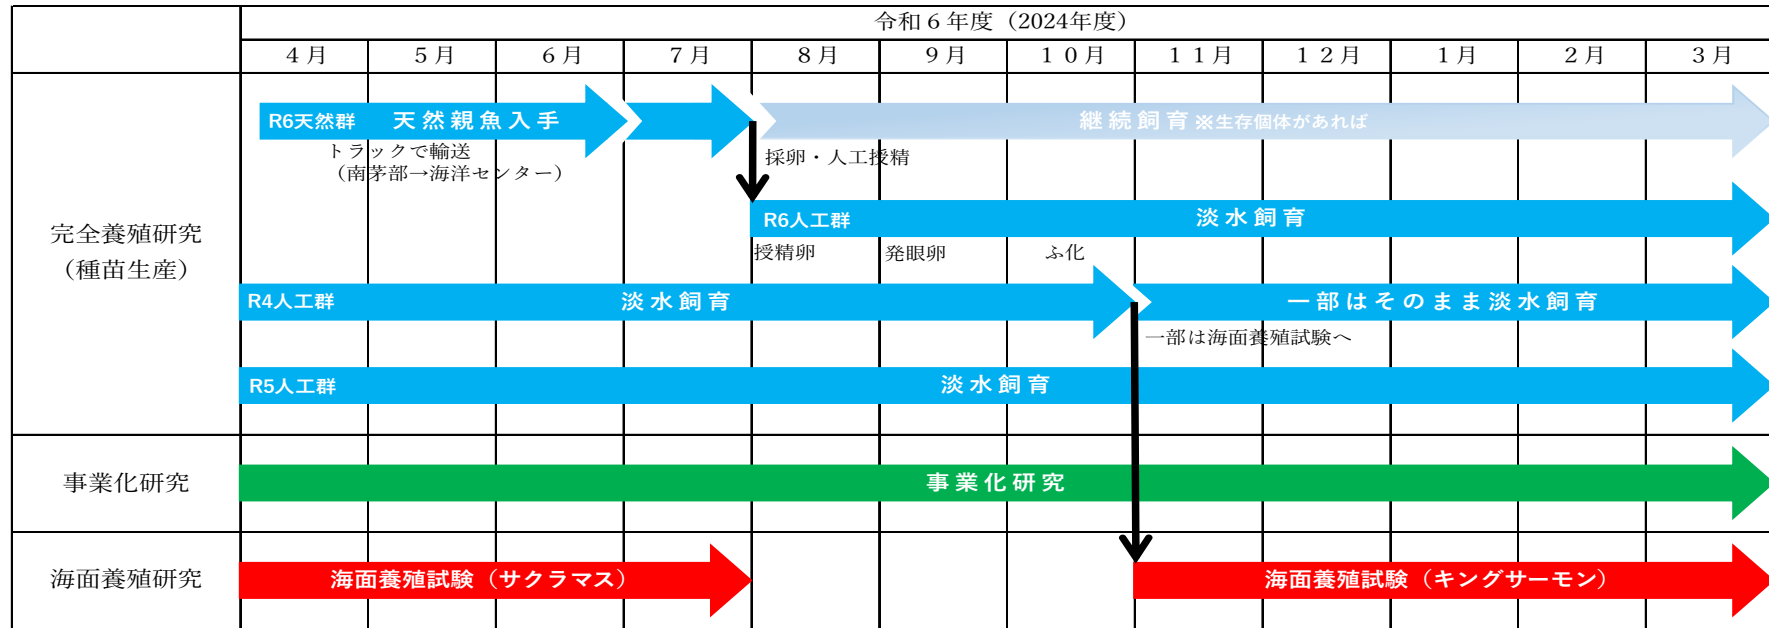 令和６年度（2024年度）
４月 ５月 ６月 ７月 ８月 ９月 １０月 １１月 １２月 １月 ２月 ３月
完全養殖研究
（種苗生産）
R6天然群 天然親魚入手
継続飼育※生存個体があれば
トラックで輸送
（南茅部→海洋センター）
採卵・人工授精
R6人工群 淡水飼育
授精卵 発眼卵 ふ化
R4人工群 淡水飼育 一部はそのまま淡水飼育
一部は海面養殖試験へ
R5人工群 淡水飼育
事業化研究 事業化研究
海面養殖研究 海面養殖試験（サクラマス） 海面養殖試験（キングサーモン）